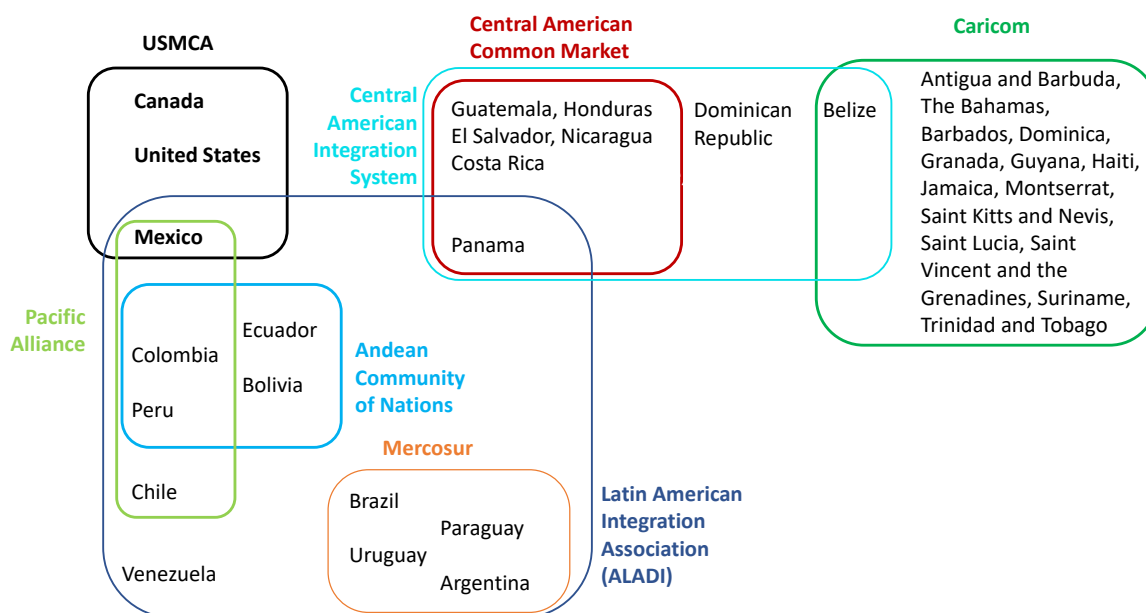 USMCA
Canada
United States
Mexico
Central American
Common Market
Central
American
Integration
System
Guatemala, Honduras
El Salvador, Nicaragua
Costa Rica
Panama
Dominican
Republic
Belize
Caricom
Antigua and Barbuda,
The Bahamas,
Barbados, Dominica,
Granada, Guyana, Haiti,
Jamaica, Montserrat,
Saint Kitts and Nevis,
Saint Lucia, Saint
Vincent and the
Grenadines, Suriname,
Trinidad and Tobago
Pacific
Alliance
Colombia
Peru
Ecuador
Bolivia
Andean
Community
of Nations
Chile
Venezuela
Mercosur
Brazil
Paraguay
Uruguay
Argentina
Latin American
Integration
Association
(ALADI)